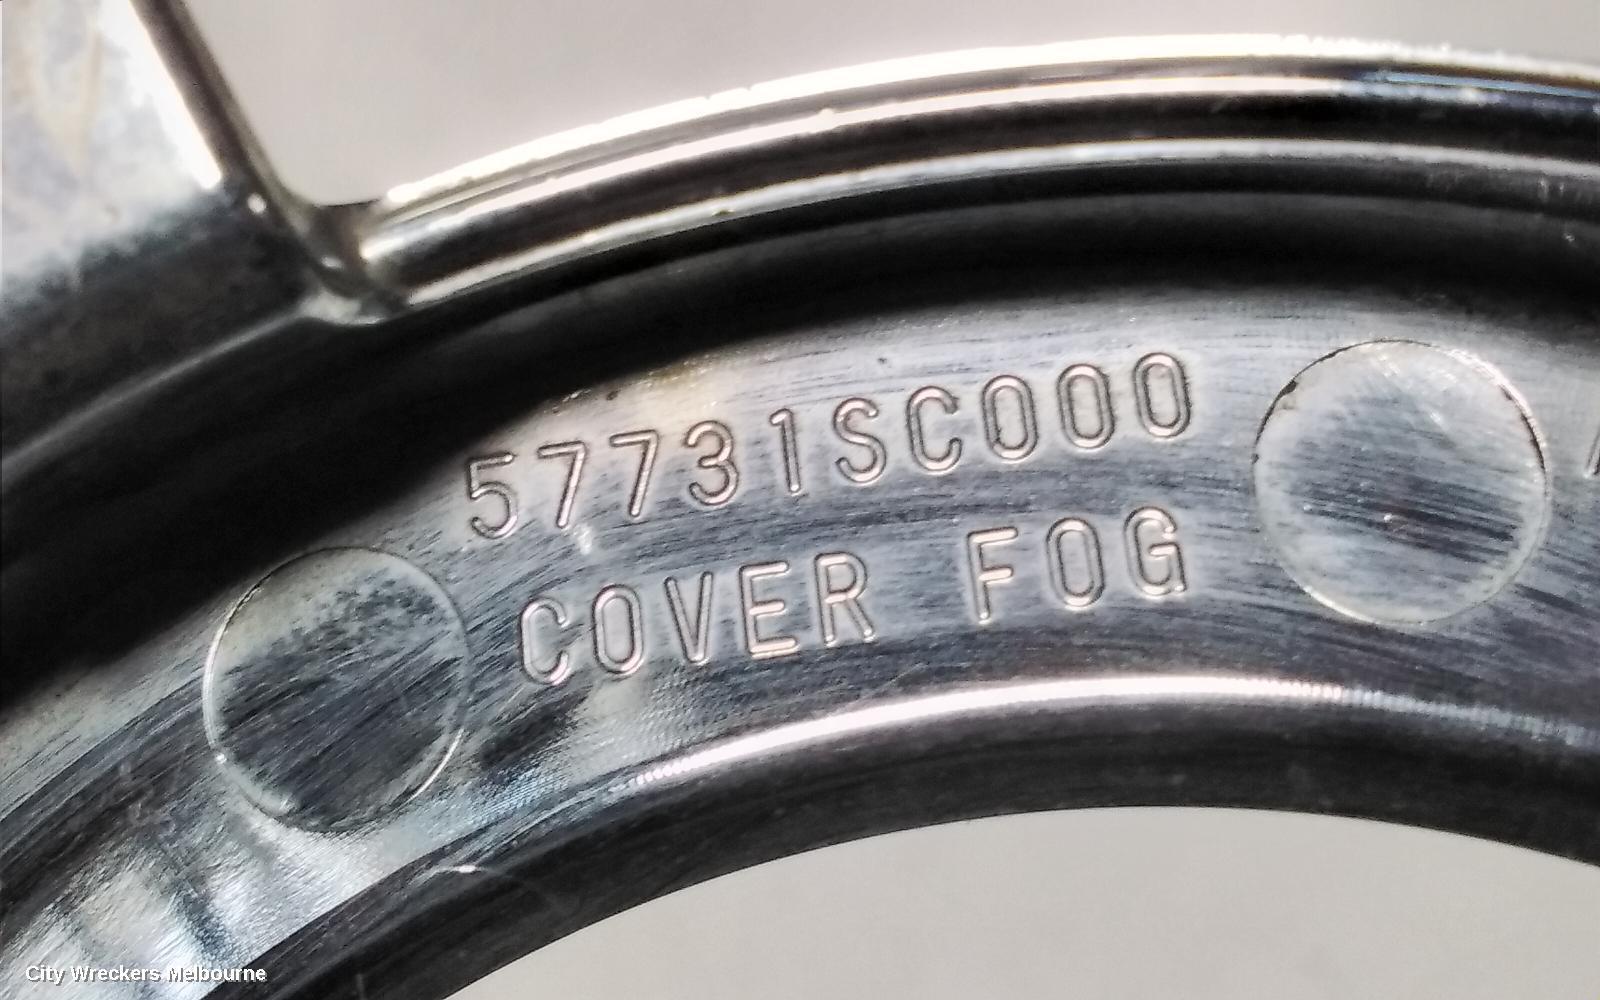 57731SC000
COVER FOG
City Wreckers Melbourne